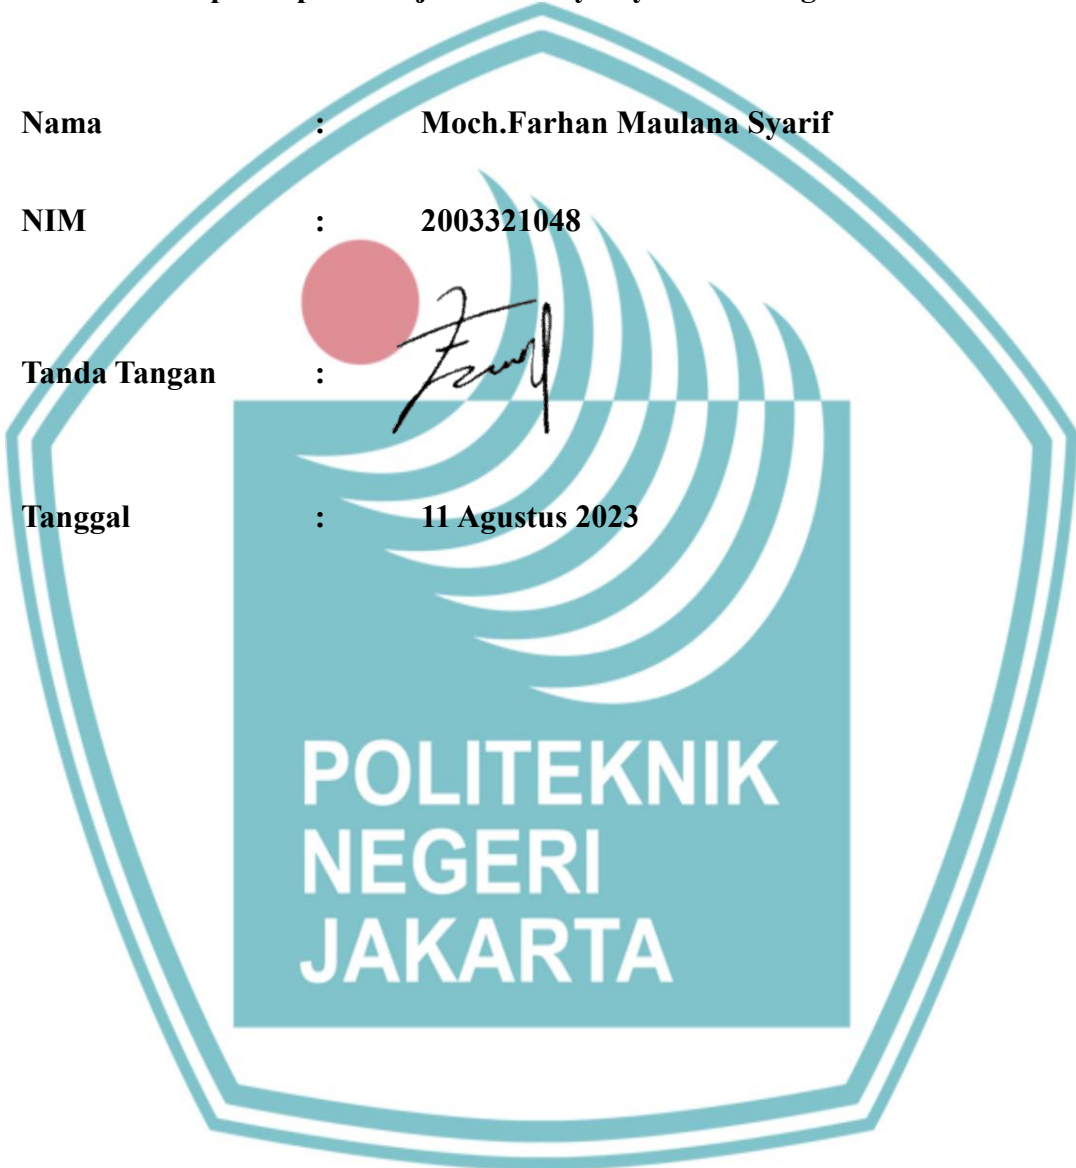 Nama : Moch.Farhan Maulana Syarif
NIM : 2003321048
Tanda Tangan :
Tanggal : 11 Agustus 2023
POLITEKNIK
NEGERI
JAKARTA